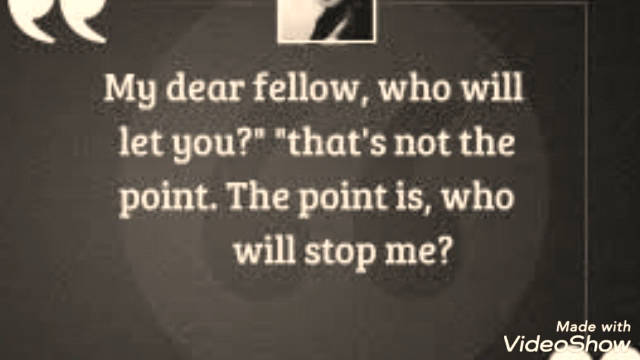 My dear fellow, who will
let you?" "that's not the
point. The point is, who
will stop me?
Made with
VideoShow